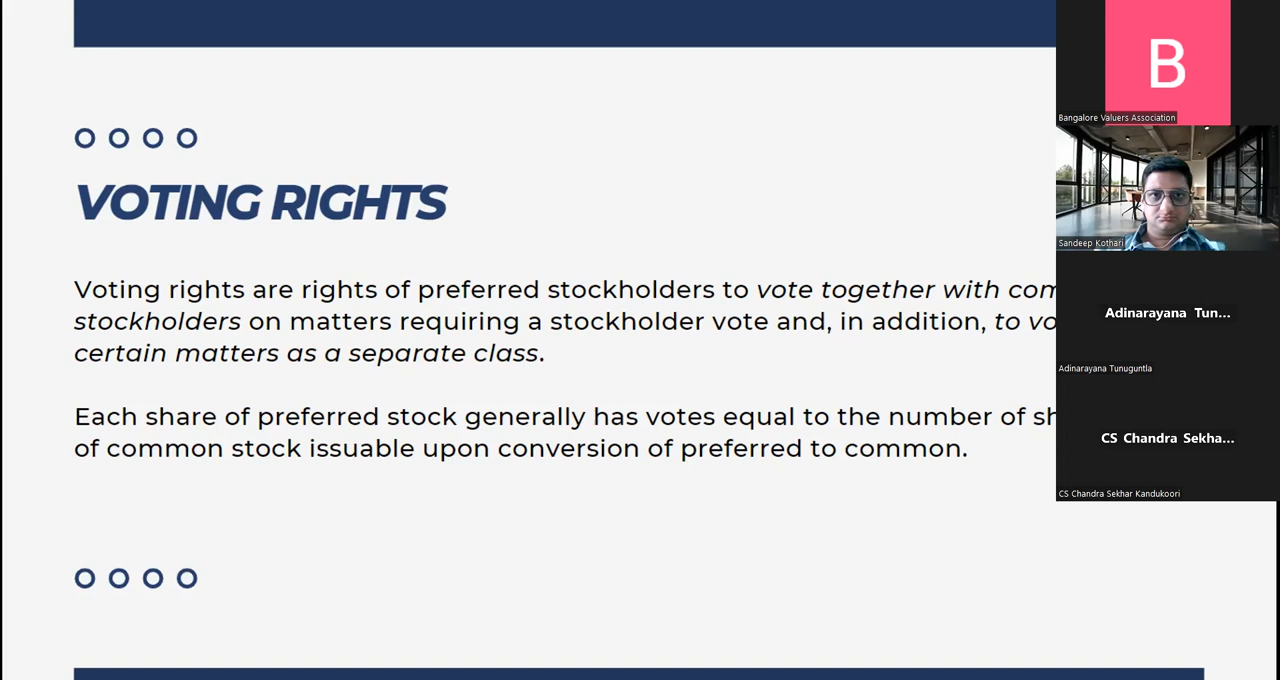 VOTING RIGHTS
Voting rights are rights of preferred stockholders to vote together with
stockholders on matters requiring a stockholder vote and, in addition, to
certain matters as a separate class.
Each share of preferred stock generally has votes equal to the number of
of common stock issuable upon conversion of preferred to common.
B
Bangalore Valuers Association
Sandeep Kothari
Adinarayana Tun...
Adinarayana Tunuguntla
CS Chandra Sekha...
CS Chandra Sekhar Kandukoori